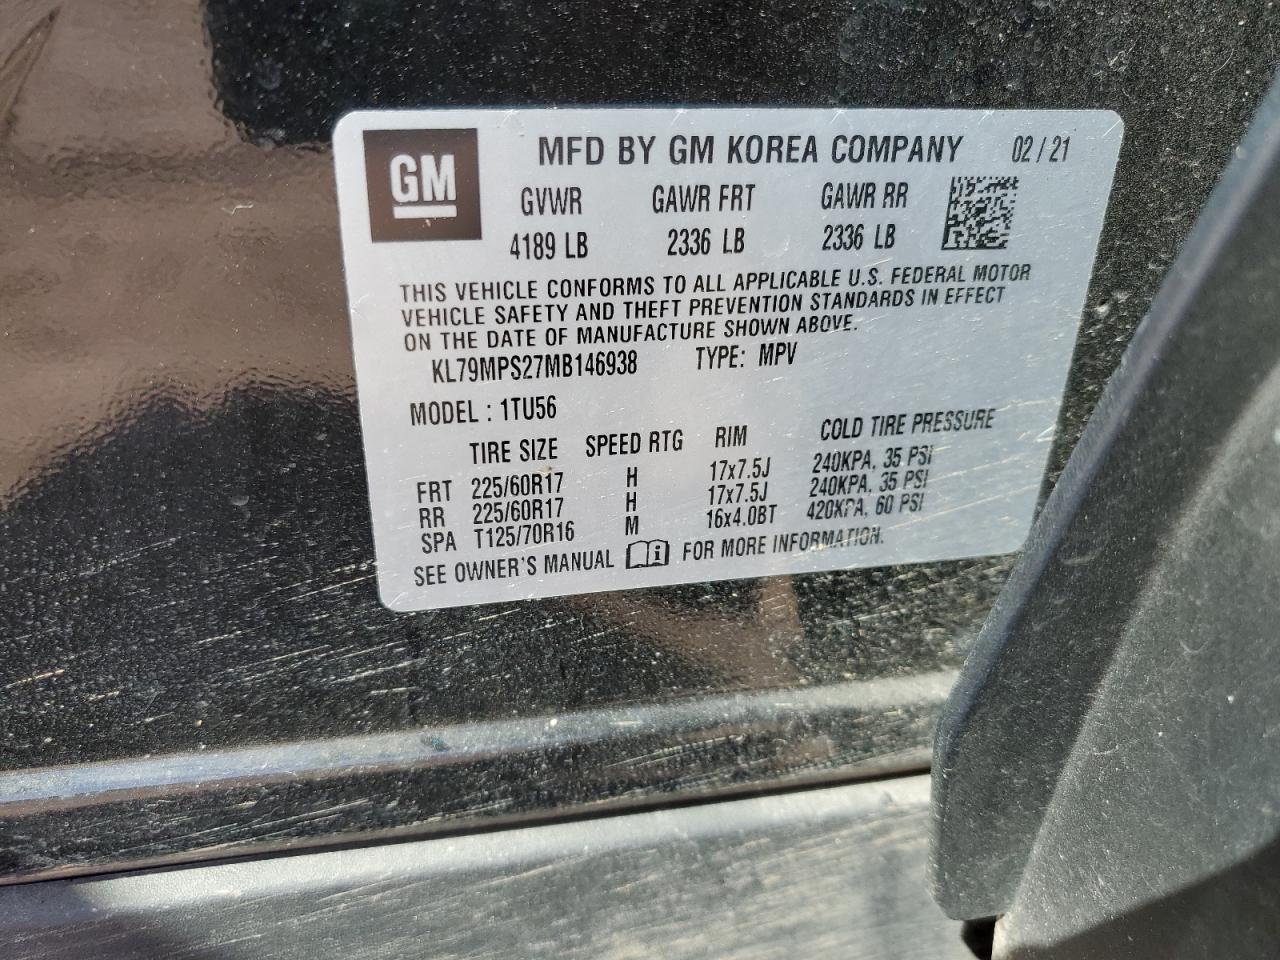 GM
MFD BY GM KOREA COMPANY 02 / 21
GVWR GAWR FRT GAWR RR
4189 LB 2336 LB 2336 LB
THIS VEHICLE CONFORMS TO ALL APPLICABLE U.S. FEDERAL MOTOR
VEHICLE SAFETY AND THEFT PREVENTION STANDARDS IN EFFECT
ON THE DATE OF MANUFACTURE SHOWN ABOVE.
KL79MPS27MB146938 TYPE: MPV
MODEL : 1TU56
TIRE SIZE SPEED RTG RIM COLD TIRE PRESSURE
FRT 225/60R17 H 17x7.5J 240KPA, 35 PSI
RR 225/60R17 H 17x7.5J 240KPA, 35 PSI
SPA T125/70R16 M 16x4.0BT 420KPA, 60 PSI
SEE OWNER'S MANUAL FOR MORE INFORMATION.